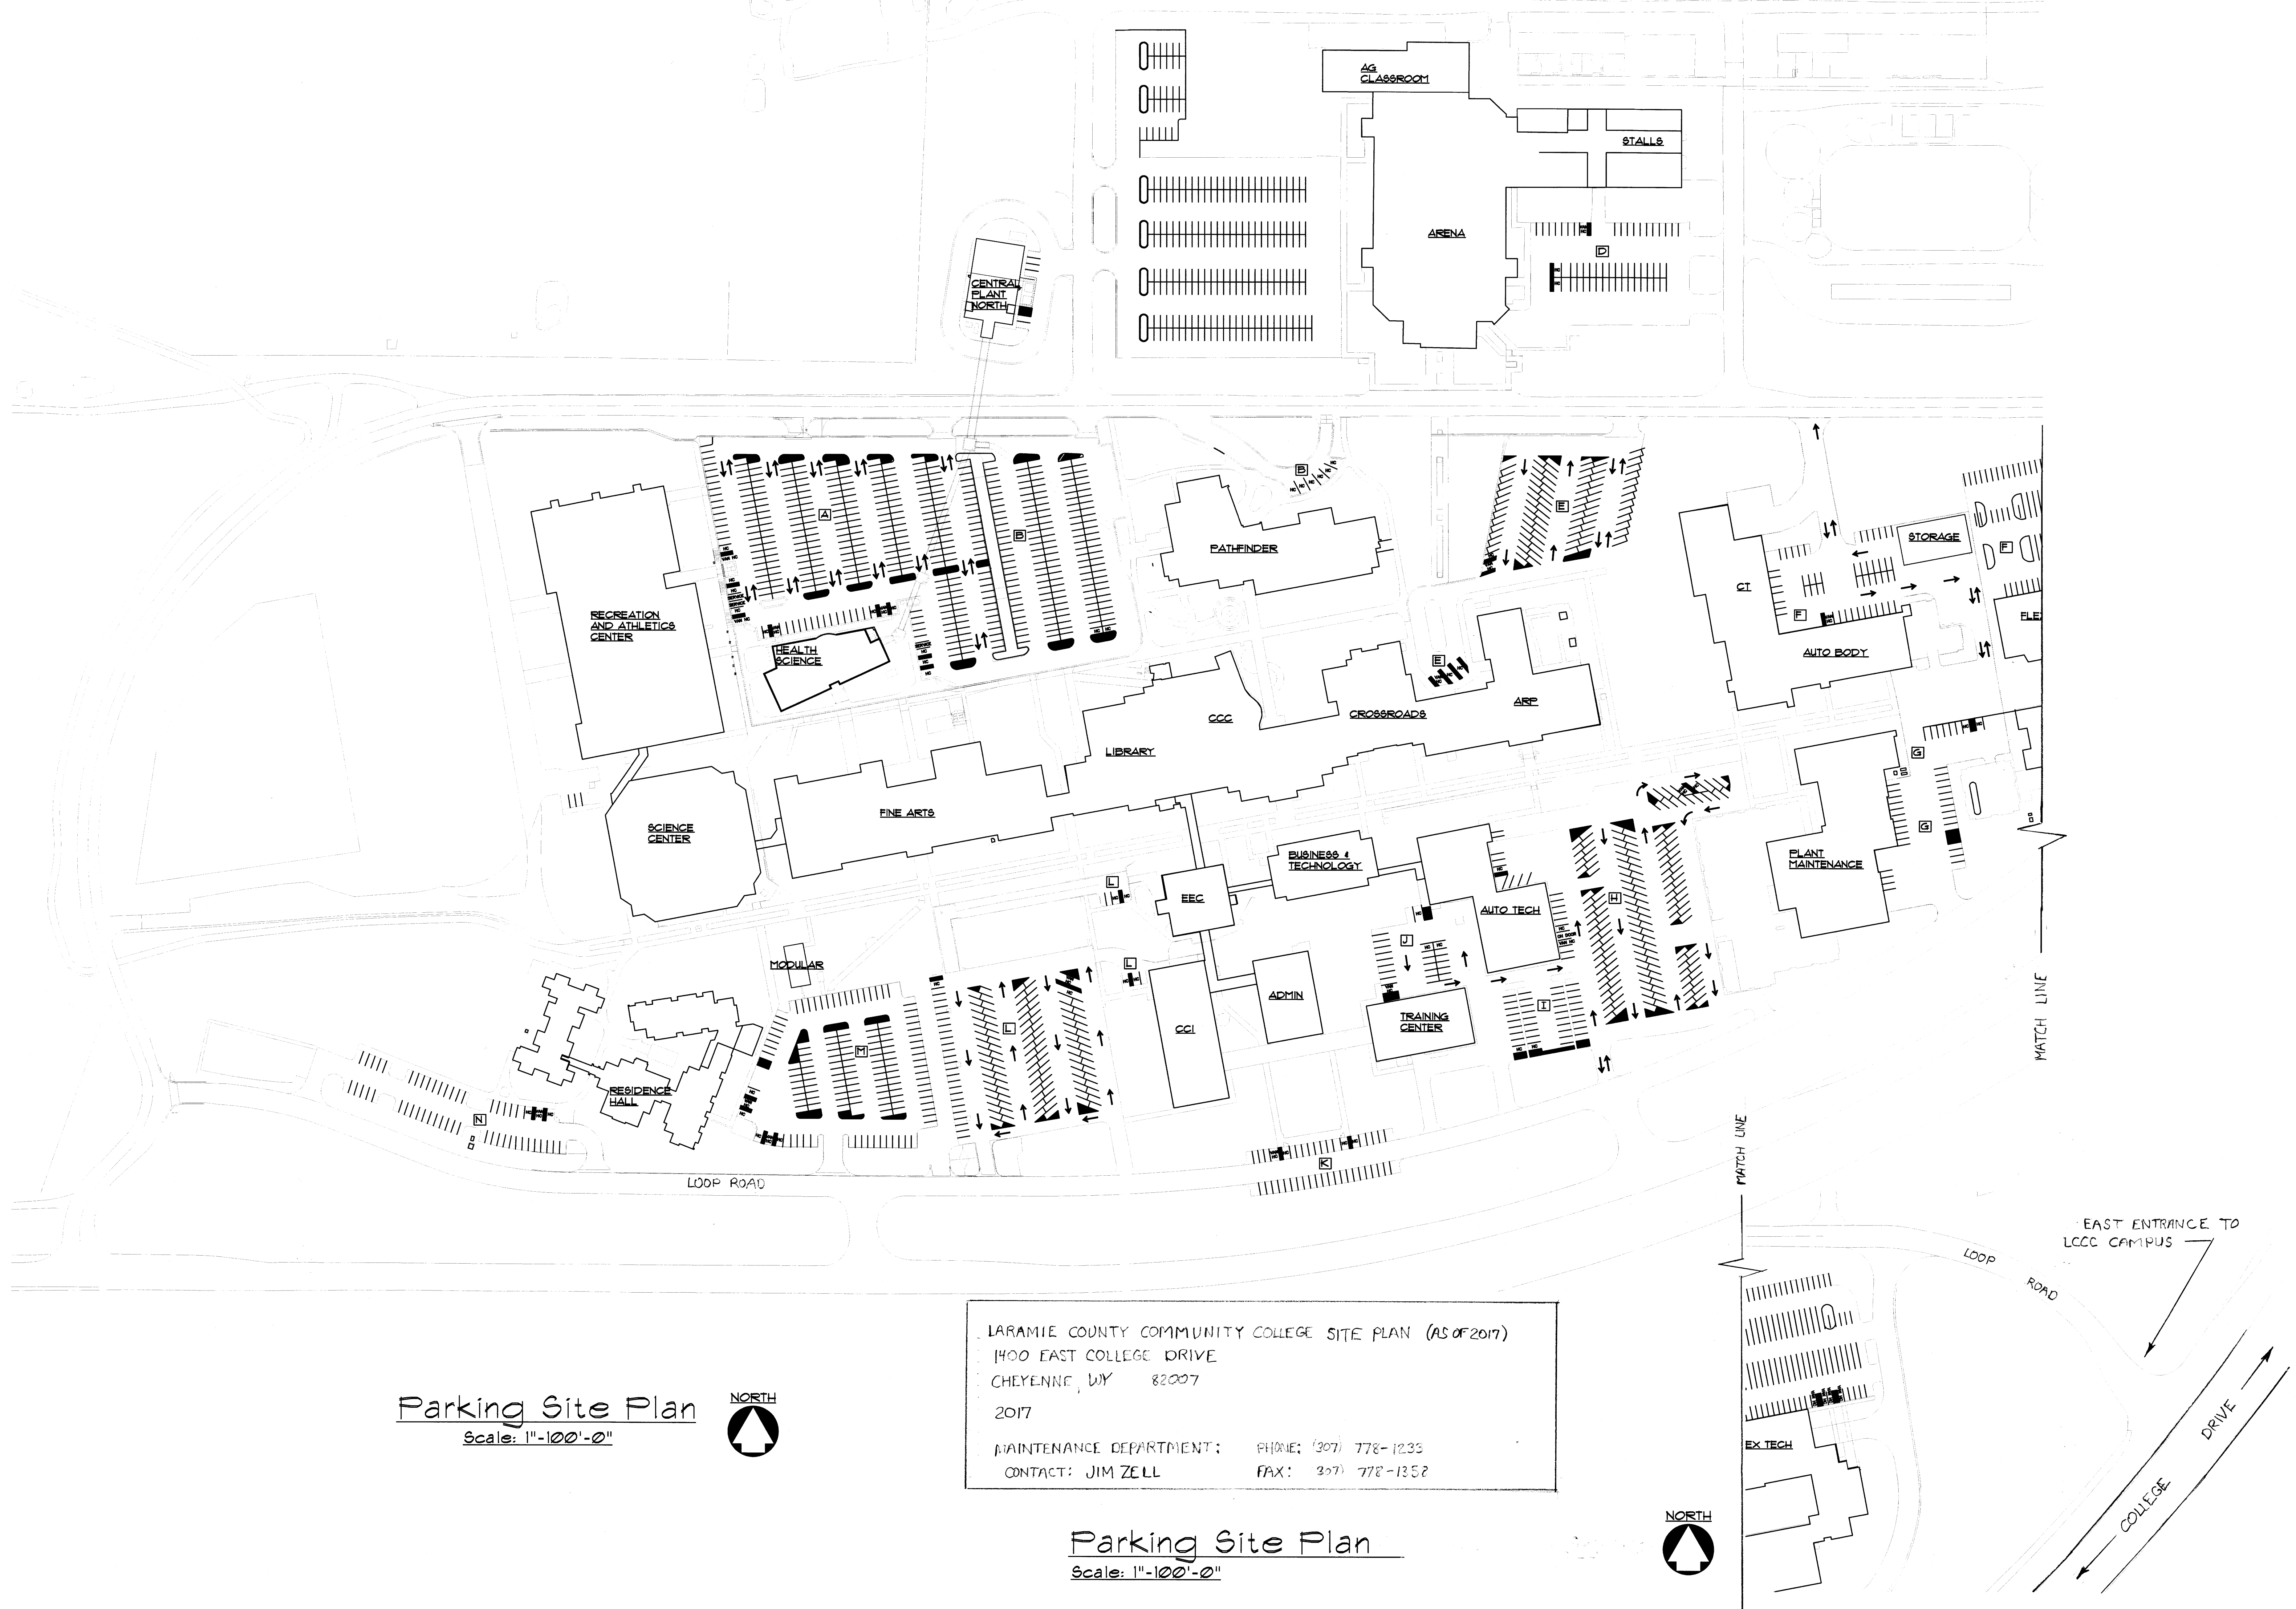 AG
CLASSROOM
STALLS
ARENA
D
CENTRAL
PLANT
NORTH
B
A
E
B
PATHFINDER
STORAGE
F
CT
F
FLEX
RECREATION
AND ATHLETICS
CENTER
HEALTH
SCIENCE
AUTO BODY
E
ARP
CCC
CROSSROADS
LIBRARY
G
FINE ARTS
SCIENCE
CENTER
G
BUSINESS &
TECHNOLOGY
PLANT
MAINTENANCE
L
EEC
H
AUTO TECH
J
MODULAR
L
ADMIN
MATCH LINE
I
TRAINING
CENTER
CCI
L
M
RESIDENCE
HALL
N
K
MATCH LINE
LOOP ROAD
EAST ENTRANCE TO
LCCC CAMPUS
LOOP ROAD
LARAMIE COUNTY COMMUNITY COLLEGE SITE PLAN (AS OF 2017)
1400 EAST COLLEGE DRIVE
CHEYENNE, WY 82007
2017
MAINTENANCE DEPARTMENT: PHONE: (307) 778-1233
CONTACT: JIM ZELL FAX: 307) 778-1352
Parking Site Plan
Scale: 1"-100'-0"
NORTH
EX TECH
COLLEGE DRIVE
Parking Site Plan
Scale: 1"-100'-0"
NORTH